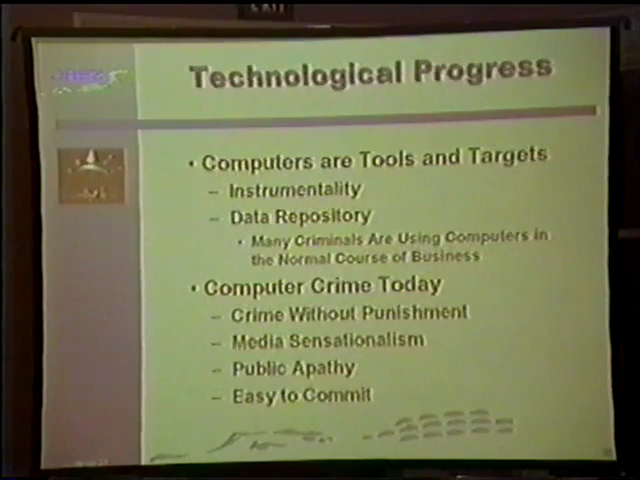 EXIT
Technological Progress
• Computers are Tools and Targets
– Instrumentality
– Data Repository
• Many Criminals Are Using Computers in
the Normal Course of Business
• Computer Crime Today
– Crime Without Punishment
– Media Sensationalism
– Public Apathy
– Easy to Commit